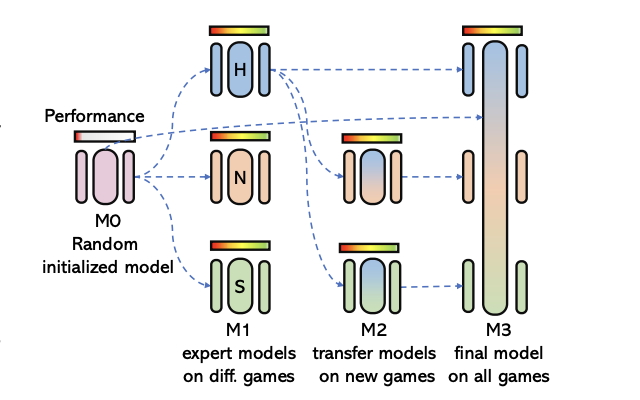 H
Performance
N
M0
Random
initialized model
S
M1
expert models
on diff. games
M2
transfer models
on new games
M3
final model
on all games